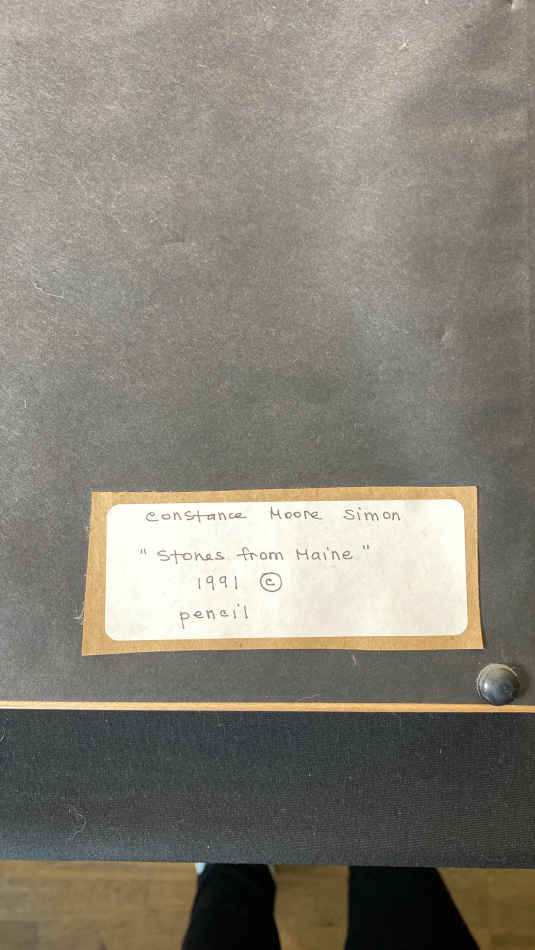 Constance Moore Simon
"Stones from Maine"
1991 ©
pencil